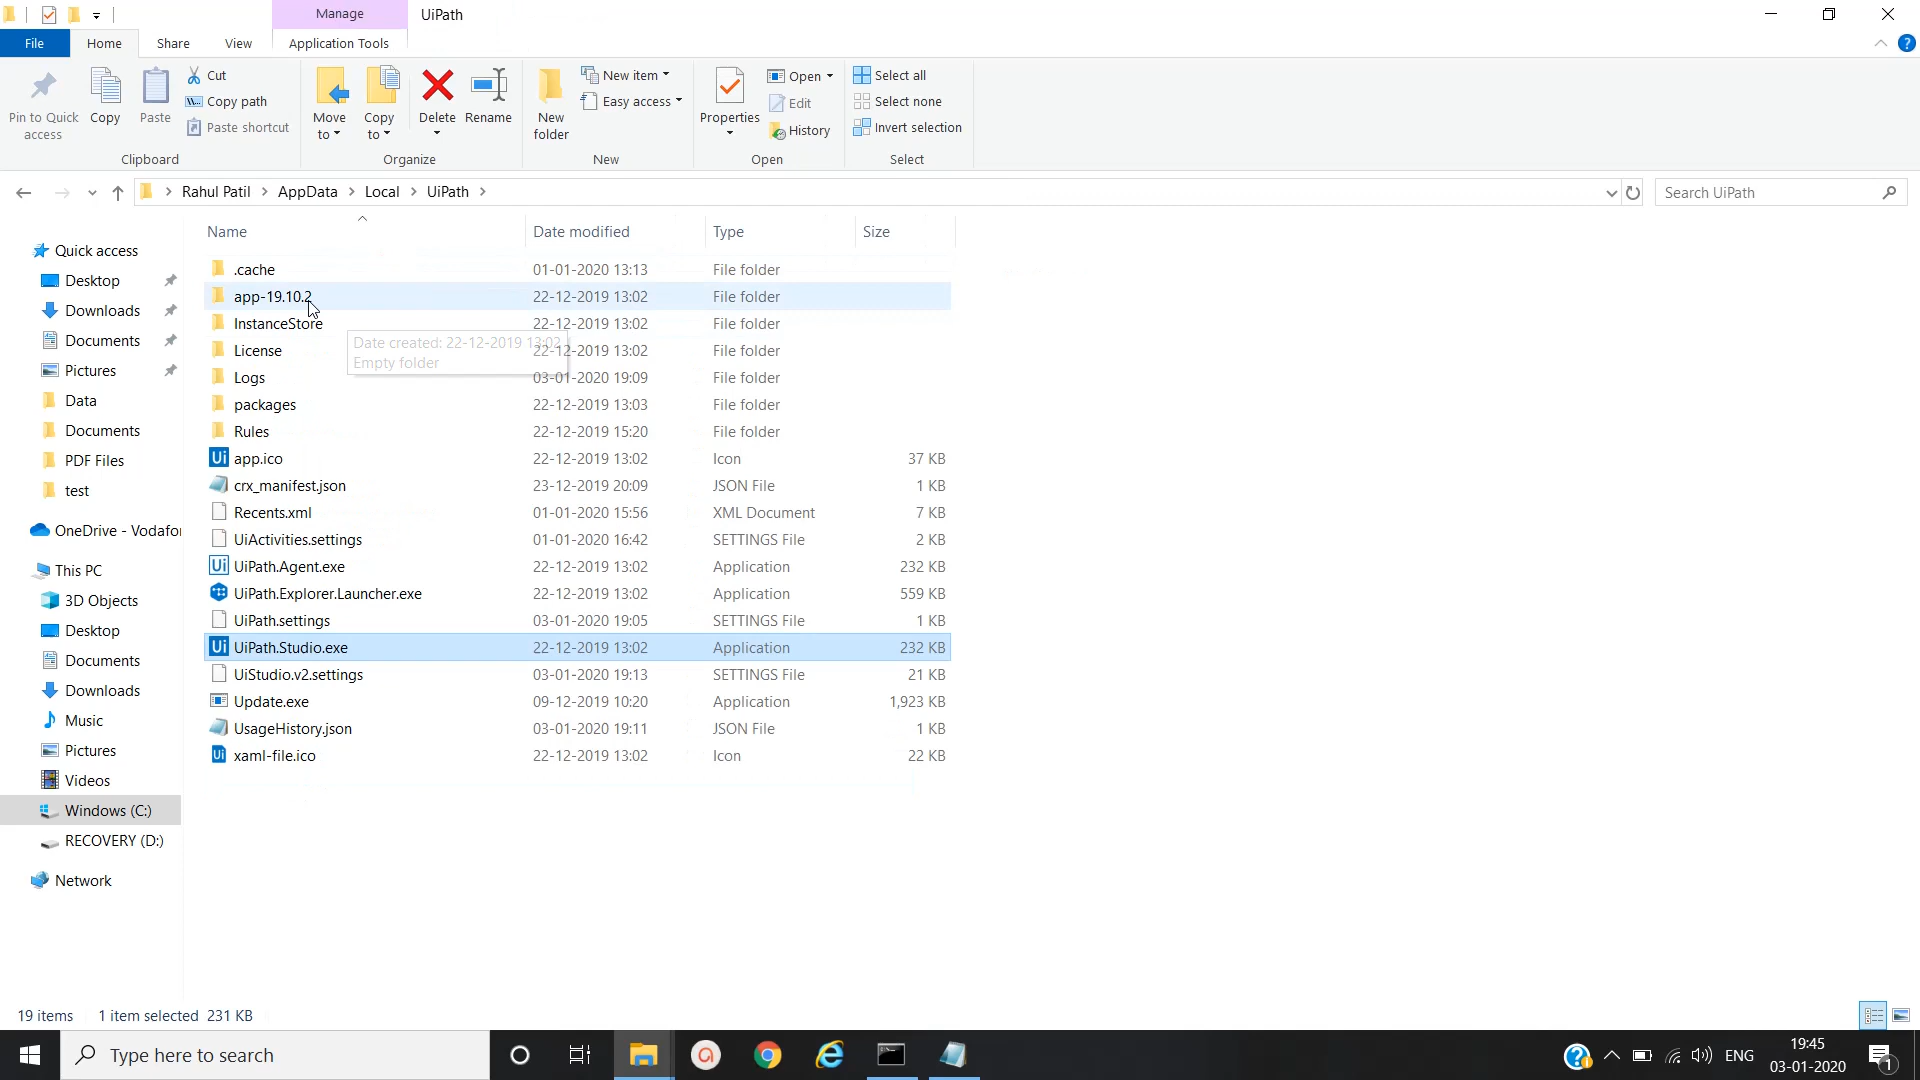 Manage
UiPath
File
Home
Share
View
Application Tools
Pin to Quick access
Copy
Paste
Cut
Copy path
Paste shortcut
Clipboard
Move to
Copy to
Delete
Rename
Organize
New folder
New item
Easy access
New
Properties
Open
Edit
History
Open
Select all
Select none
Invert selection
Select
Rahul Patil > AppData > Local > UiPath >
Search UiPath
Name Date modified Type Size
Quick access
Desktop
Downloads
Documents
Pictures
Data
Documents
PDF Files
test
OneDrive - Vodafo
This PC
3D Objects
Desktop
Documents
Downloads
Music
Pictures
Videos
Windows (C:)
RECOVERY (D:)
Network
.cache 01-01-2020 13:13 File folder
app-19.10.2 22-12-2019 13:02 File folder
InstanceStore 22-12-2019 13:02 File folder
Date created: 22-12-2019 13:02
Empty folder
License 22-12-2019 13:02 File folder
Logs 03-01-2020 19:09 File folder
packages 22-12-2019 13:03 File folder
Rules 22-12-2019 15:20 File folder
Ui app.ico 22-12-2019 13:02 Icon 37 KB
crx_manifest.json 23-12-2019 20:09 JSON File 1 KB
Recents.xml 01-01-2020 15:56 XML Document 7 KB
UiActivities.settings 01-01-2020 16:42 SETTINGS File 2 KB
Ui UiPath.Agent.exe 22-12-2019 13:02 Application 232 KB
UiPath.Explorer.Launcher.exe 22-12-2019 13:02 Application 559 KB
UiPath.settings 03-01-2020 19:05 SETTINGS File 1 KB
Ui UiPath.Studio.exe 22-12-2019 13:02 Application 232 KB
UiStudio.v2.settings 03-01-2020 19:13 SETTINGS File 21 KB
Update.exe 09-12-2019 10:20 Application 1,923 KB
UsageHistory.json 03-01-2020 19:11 JSON File 1 KB
Ui xaml-file.ico 22-12-2019 13:02 Icon 22 KB
19 items 1 item selected 231 KB
Type here to search
ENG
19:45
03-01-2020
1